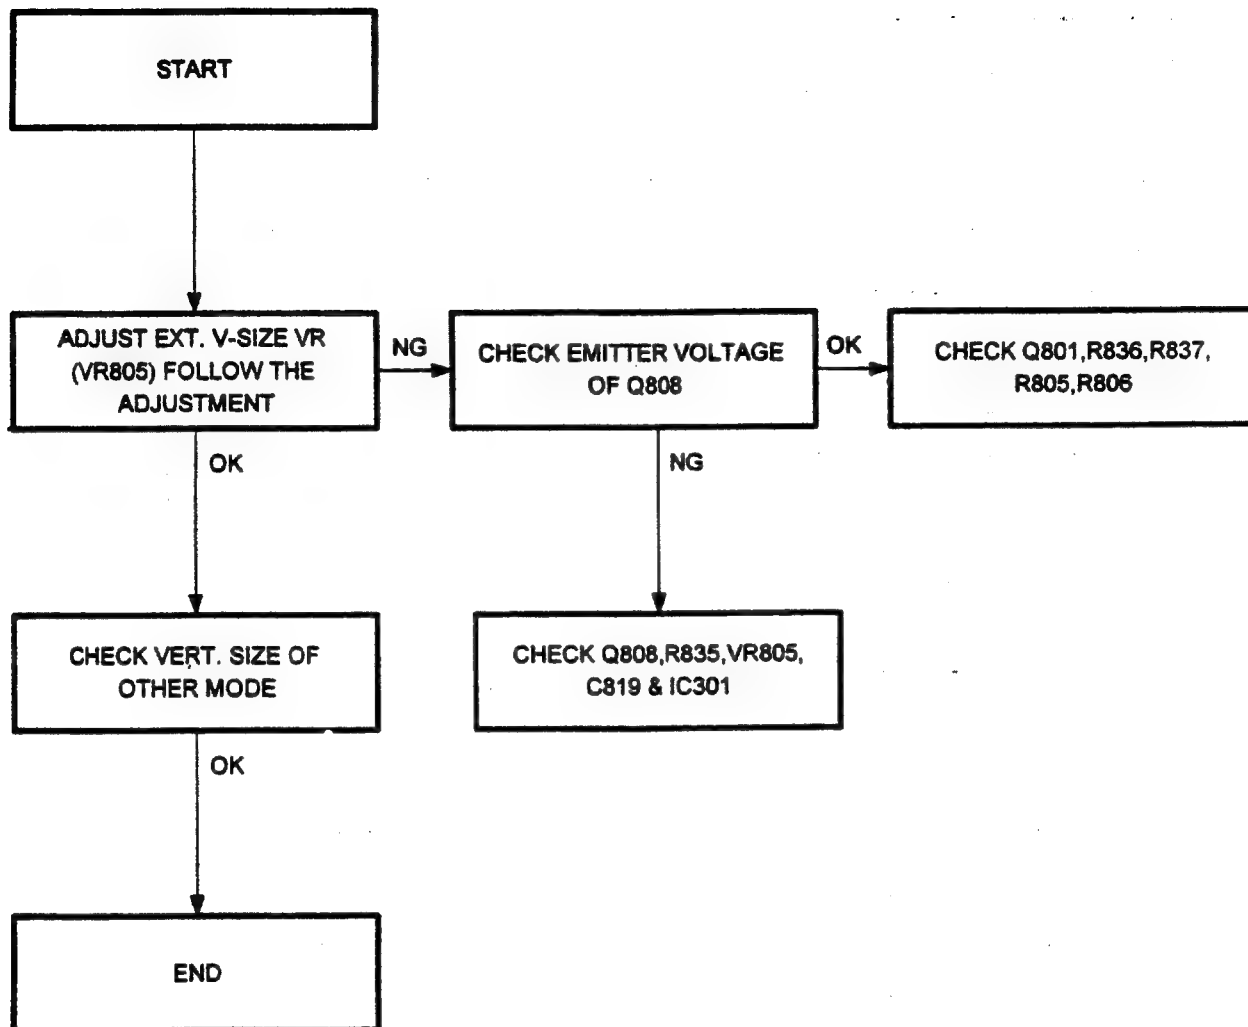 START
ADJUST EXT. V-SIZE VR
(VR805) FOLLOW THE
ADJUSTMENT
NG
CHECK EMITTER VOLTAGE
OF Q808
OK
CHECK Q801,R836,R837,
R805,R806
OK
NG
CHECK VERT. SIZE OF
OTHER MODE
CHECK Q808,R835,VR805,
C819 & IC301
OK
END